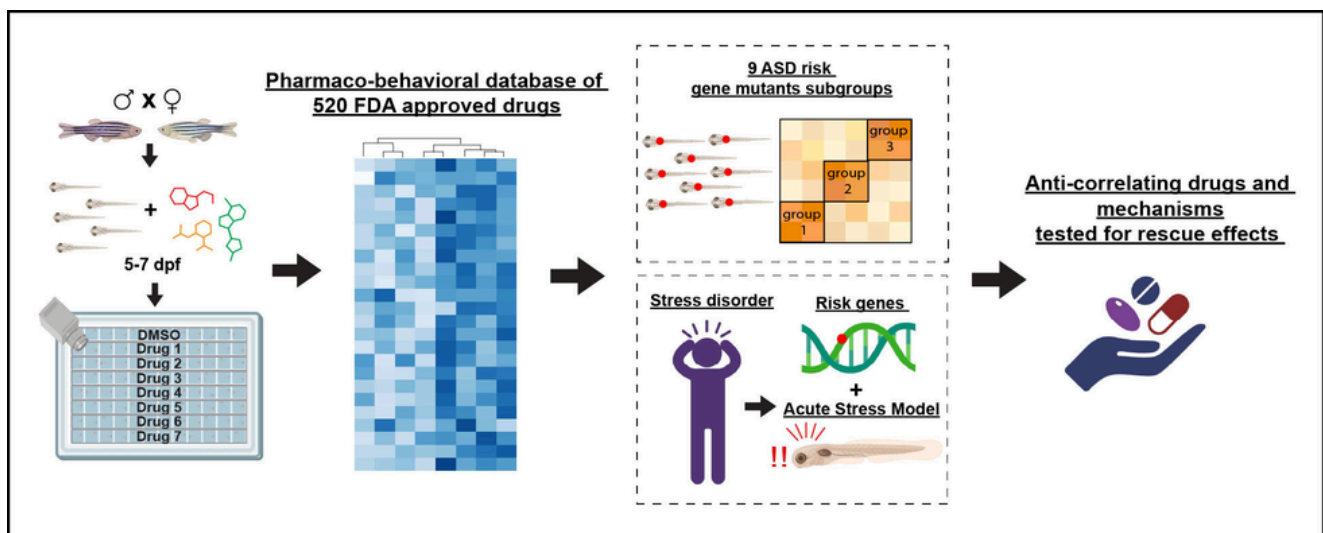 ♂ x ♀
+
5-7 dpf
DMSO
Drug 1
Drug 2
Drug 3
Drug 4
Drug 5
Drug 6
Drug 7
Pharmaco-behavioral database of
520 FDA approved drugs
9 ASD risk
gene mutants subgroups
group
3
group
2
group
1
Stress disorder
Risk genes
+
Acute Stress Model
!!
Anti-correlating drugs and
mechanisms
tested for rescue effects